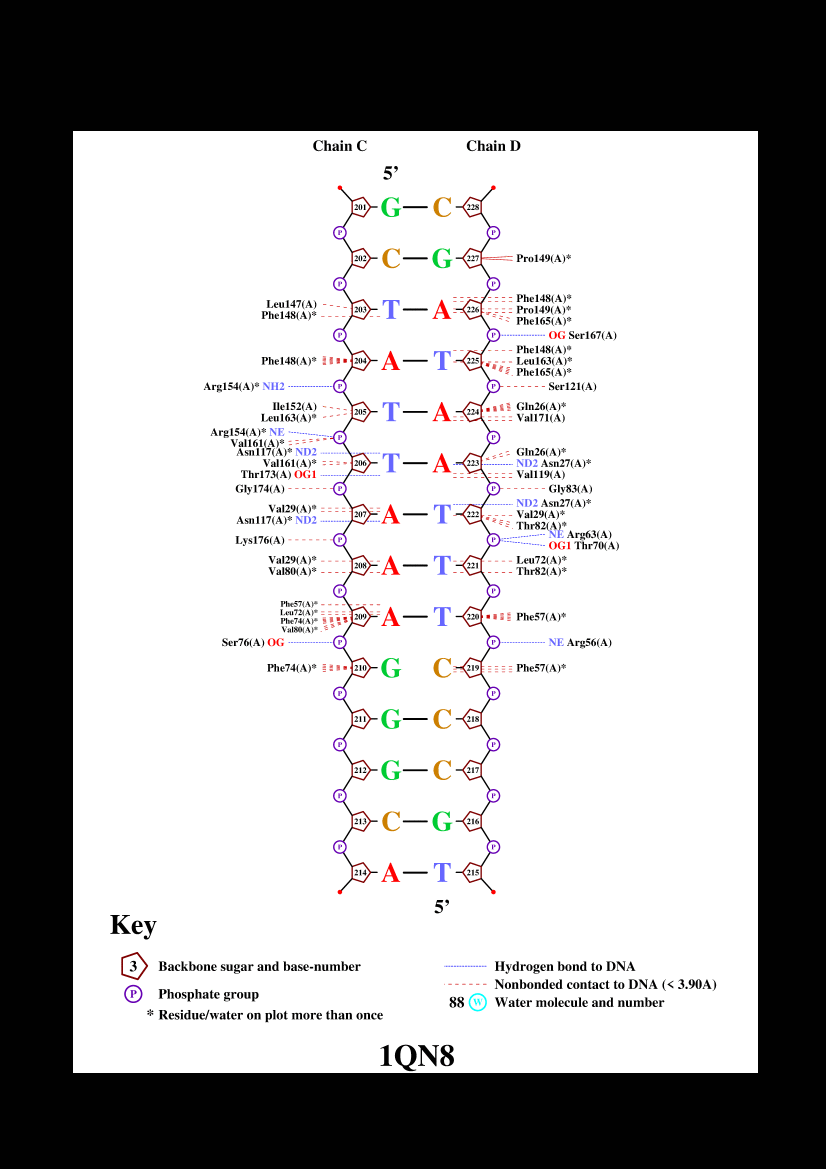 Chain C Chain D
5’
201 G C 228
P P
202 C G 227 Pro149(A)*
P P
Leu147(A) Phe148(A)*
Phe148(A)* 203 T A 226 Pro149(A)*
Phe165(A)*
P P OG Ser167(A)
Phe148(A)*
Phe148(A)* 204 A T 225 Leu163(A)*
Phe165(A)*
Arg154(A)* NH2 P P Ser121(A)
Ile152(A) Gln26(A)*
205 T A 224
Leu163(A)* Val171(A)
Arg154(A)* NE P P
Val161(A)*
Asn117(A)* ND2 Gln26(A)*
Val161(A)* 206 T A 223 ND2 Asn27(A)*
Thr173(A) OG1 Val119(A)
Gly174(A) P P Gly83(A)
ND2 Asn27(A)*
Val29(A)* 207 A T 222 Val29(A)*
Asn117(A)* ND2 Thr82(A)*
NE Arg63(A)
Lys176(A) P P
OG1 Thr70(A)
Val29(A)* Leu72(A)*
208 A T 221
Val80(A)* Thr82(A)*
P P
Phe57(A)*
Leu72(A)*
209 A T 220 Phe57(A)*
Phe74(A)*
Val80(A)*
Ser76(A) OG P P NE Arg56(A)
Phe74(A)* 210 G C 219 Phe57(A)*
P P
211 G C 218
P P
212 G C 217
P P
213 C G 216
P P
214 A T 215
5’
Key
3 Backbone sugar and base-number
P Phosphate group
* Residue/water on plot more than once
Hydrogen bond to DNA
Nonbonded contact to DNA (< 3.90A)
88 W Water molecule and number
1QN8